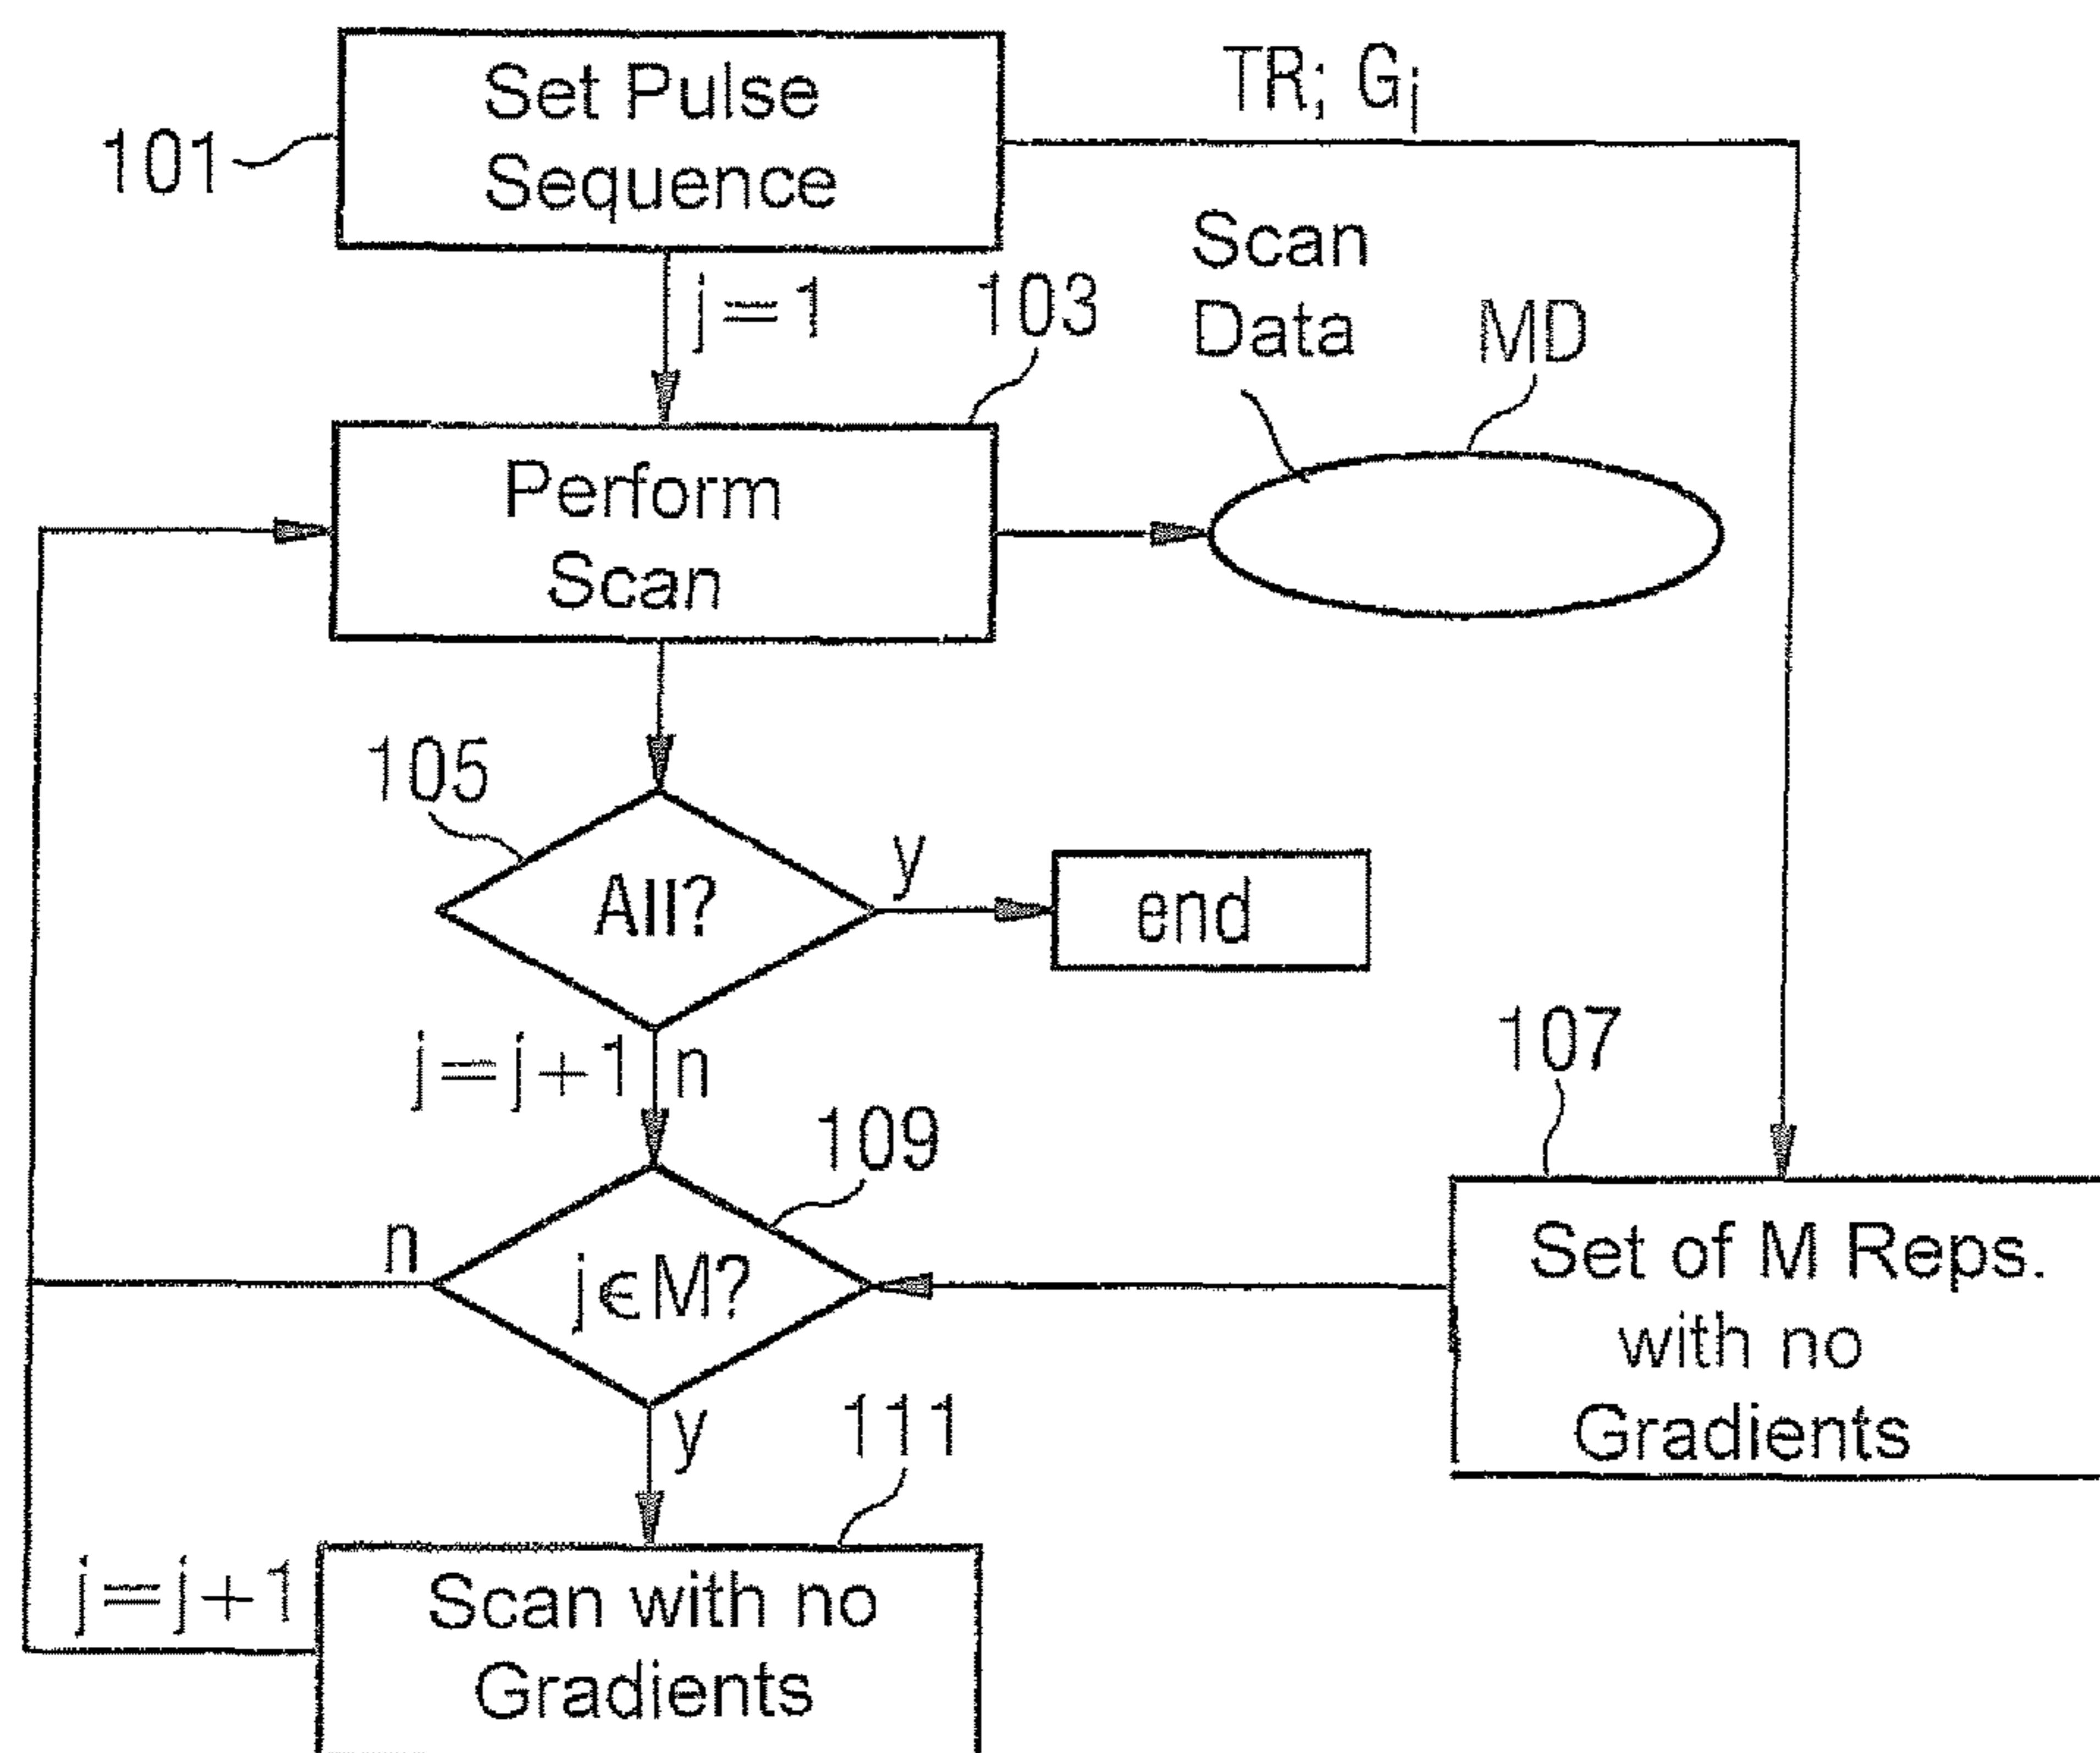 Set Pulse
Sequence
101
TR; Gj
j=1
103
Scan
Data
MD
Perform
Scan
105
All?
y
end
j=j+1
n
107
109
n
j∈M?
Set of M Reps.
with no
Gradients
y
111
j=j+1
Scan with no
Gradients